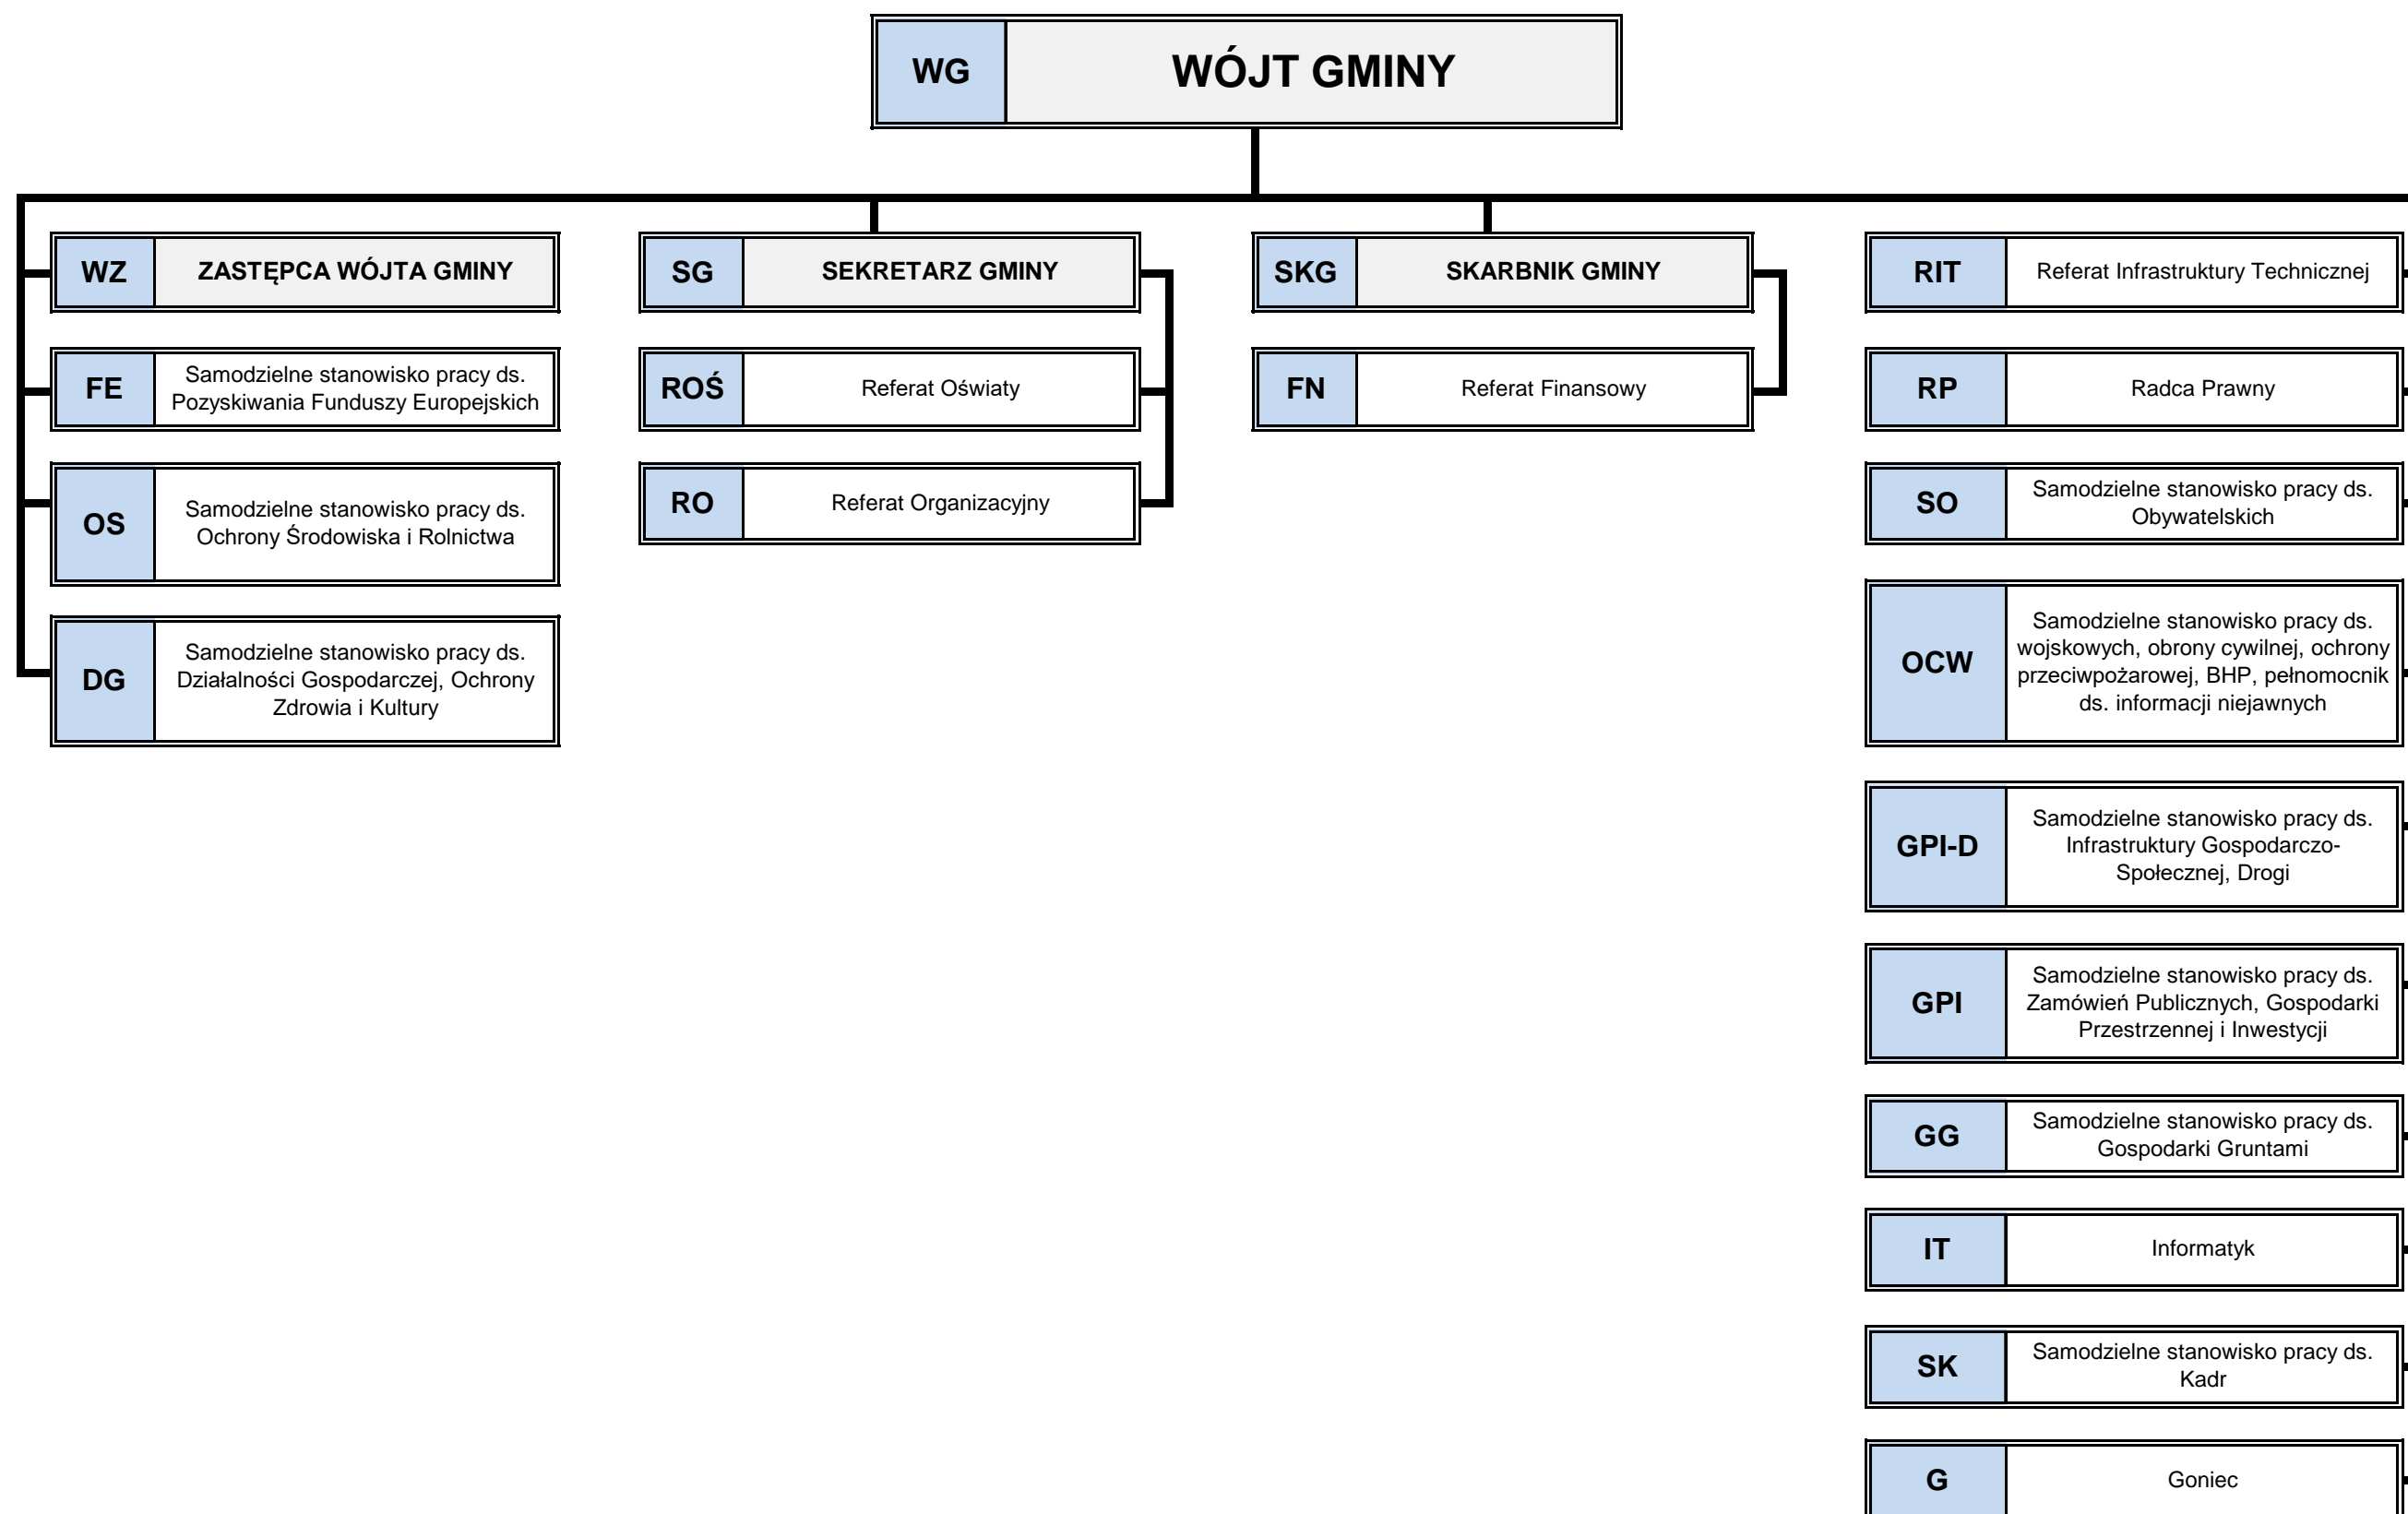 WG
WÓJT GMINY
WZ
ZASTĘPCA WÓJTA GMINY
FE
Samodzielne stanowisko pracy ds.
Pozyskiwania Funduszy Europejskich
OS
Samodzielne stanowisko pracy ds.
Ochrony Środowiska i Rolnictwa
DG
Samodzielne stanowisko pracy ds.
Działalności Gospodarczej, Ochrony
Zdrowia i Kultury
SG
SEKRETARZ GMINY
ROŚ
Referat Oświaty
RO
Referat Organizacyjny
SKG
SKARBNIK GMINY
FN
Referat Finansowy
RIT
Referat Infrastruktury Technicznej
RP
Radca Prawny
SO
Samodzielne stanowisko pracy ds.
Obywatelskich
OCW
Samodzielne stanowisko pracy ds.
wojskowych, obrony cywilnej, ochrony
przeciwpożarowej, BHP, pełnomocnik
ds. informacji niejawnych
GPI-D
Samodzielne stanowisko pracy ds.
Infrastruktury Gospodarczo-
Społecznej, Drogi
GPI
Samodzielne stanowisko pracy ds.
Zamówień Publicznych, Gospodarki
Przestrzennej i Inwestycji
GG
Samodzielne stanowisko pracy ds.
Gospodarki Gruntami
IT
Informatyk
SK
Samodzielne stanowisko pracy ds.
Kadr
G
Goniec